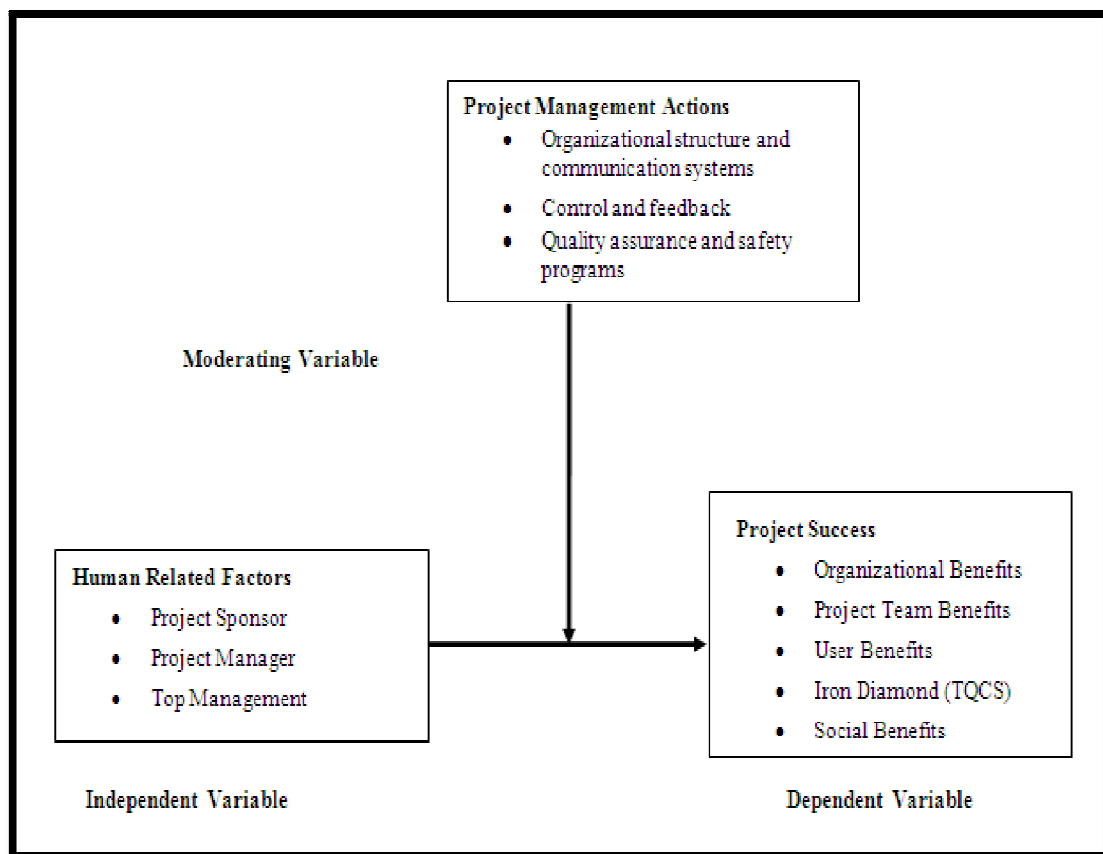 Project Management Actions
• Organizational structure and
communication systems
• Control and feedback
• Quality assurance and safety
programs
Moderating Variable
Human Related Factors
• Project Sponsor
• Project Manager
• Top Management
Independent Variable
Project Success
• Organizational Benefits
• Project Team Benefits
• User Benefits
• Iron Diamond (TQCS)
• Social Benefits
Dependent Variable